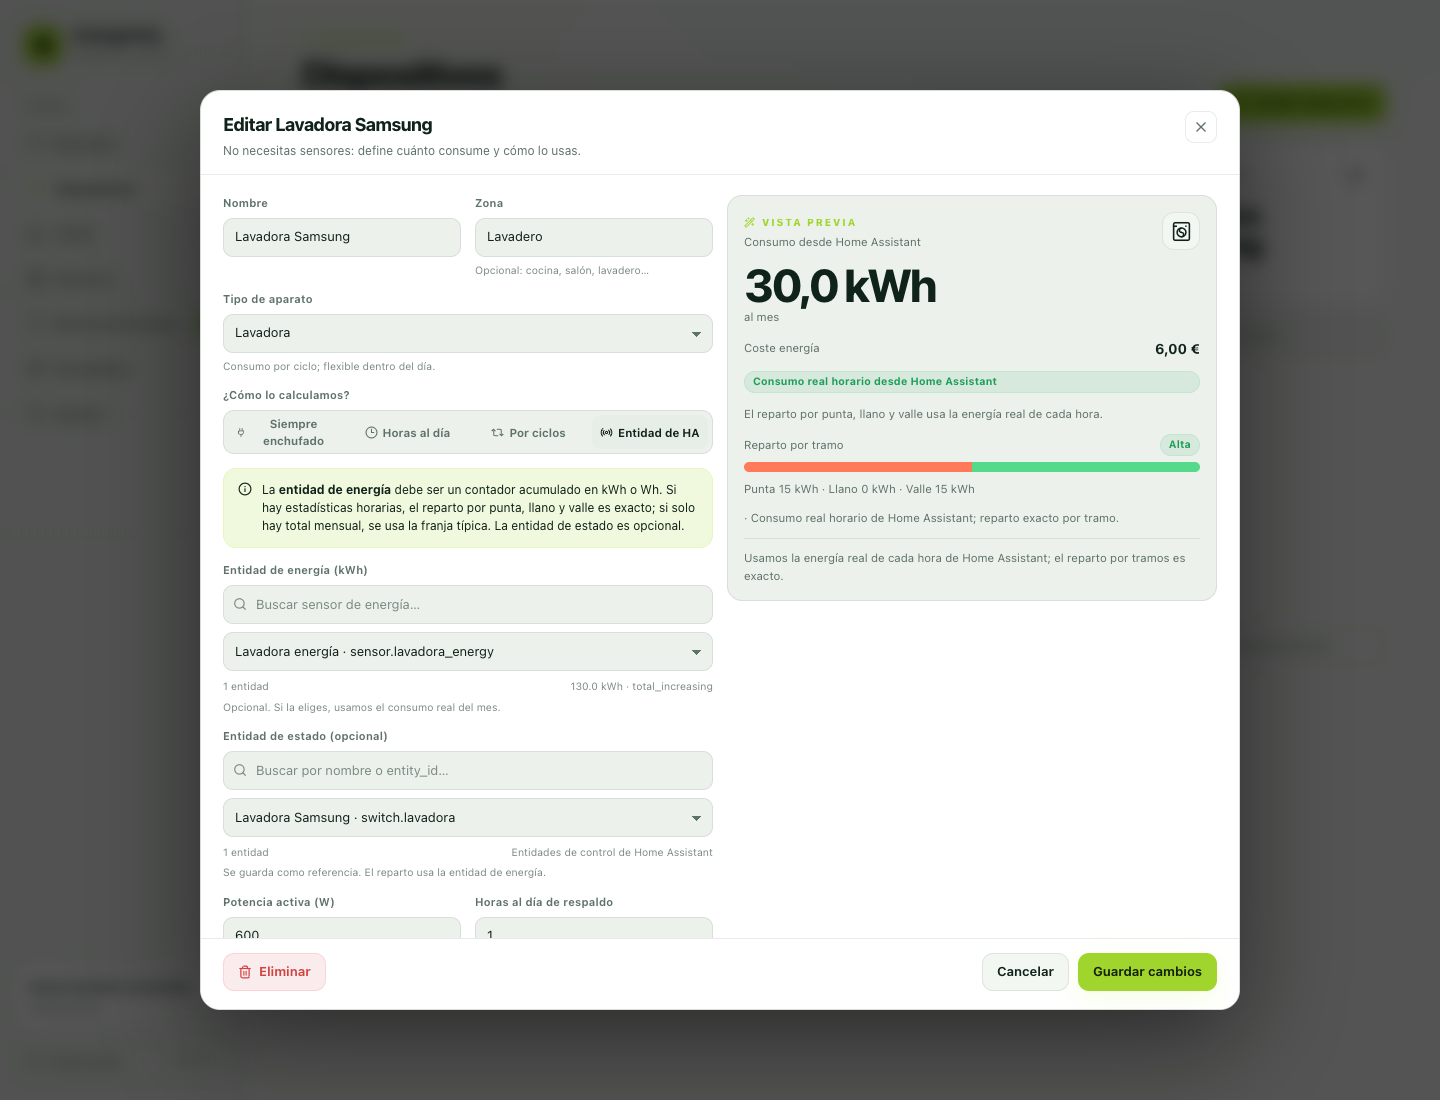 Dispositivos
Editar Lavadora Samsung
No necesitas sensores: define cuánto consume y cómo lo usas.
Nombre
Zona
Lavadora Samsung
Lavadero
Opcional: cocina, salón, lavadero...
Tipo de aparato
Lavadora
Consumo por ciclo; flexible dentro del día.
¿Cómo lo calculamos?
Siempre
enchufado
Horas al día
Por ciclos
Entidad de HA
La entidad de energía debe ser un contador acumulado en kWh o Wh. Si
hay estadísticas horarias, el reparto por punta, llano y valle es exacto; si solo
hay total mensual, se usa la franja típica. La entidad de estado es opcional.
Entidad de energía (kWh)
Buscar sensor de energía...
Lavadora energía · sensor.lavadora_energy
1 entidad
130.0 kWh · total_increasing
Opcional. Si la eliges, usamos el consumo real del mes.
Entidad de estado (opcional)
Buscar por nombre o entity_id...
Lavadora Samsung · switch.lavadora
1 entidad
Entidades de control de Home Assistant
Se guarda como referencia. El reparto usa la entidad de energía.
Potencia activa (W)
Horas al día de respaldo
600
1
VISTA PREVIA
Consumo desde Home Assistant
30,0 kWh
al mes
Coste energía
6,00 €
Consumo real horario desde Home Assistant
El reparto por punta, llano y valle usa la energía real de cada hora.
Reparto por tramo
Alta
Punta 15 kWh · Llano 0 kWh · Valle 15 kWh
· Consumo real horario de Home Assistant; reparto exacto por tramo.
Usamos la energía real de cada hora de Home Assistant; el reparto por tramos es
exacto.
Eliminar
Cancelar
Guardar cambios